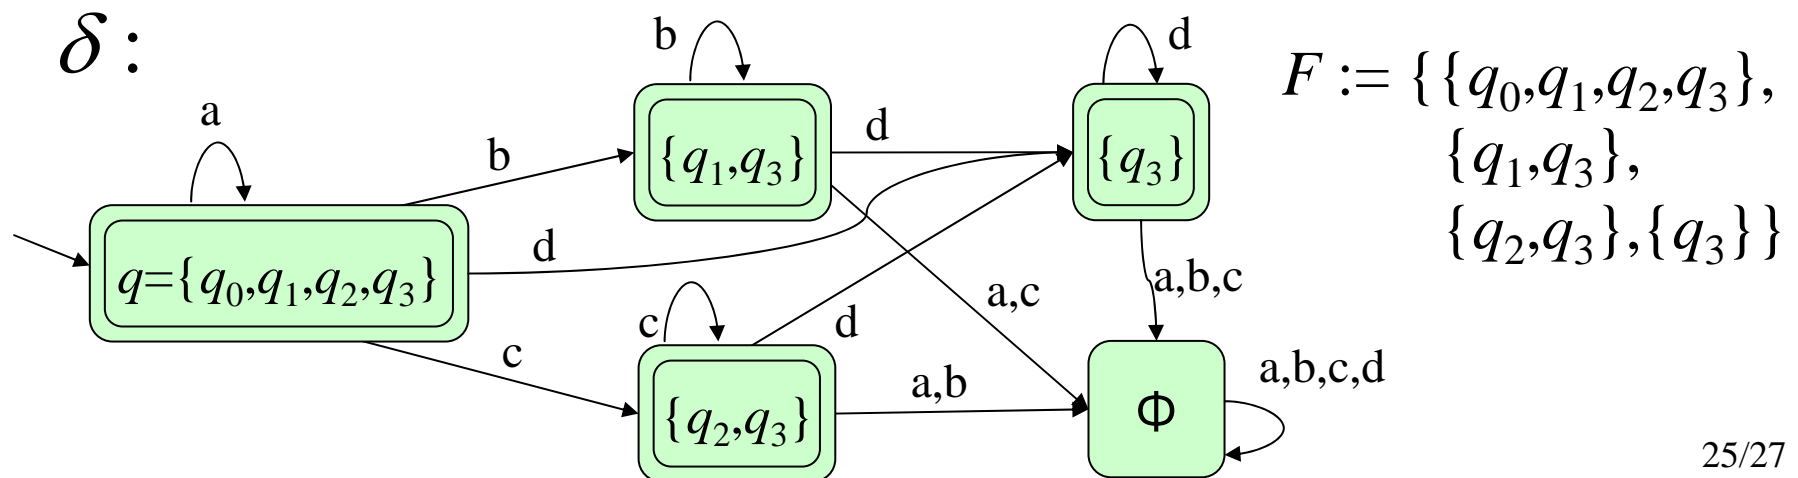 δ :
a
b
b
d
d
d
q={q₀,q₁,q₂,q₃}
{q₁,q₃}
{q₃}
c
c
d
{q₂,q₃}
a,b
a,c
a,b,c
Φ
a,b,c,d
F := {{q₀,q₁,q₂,q₃},
{q₁,q₃},
{q₂,q₃},{q₃}}
25/27